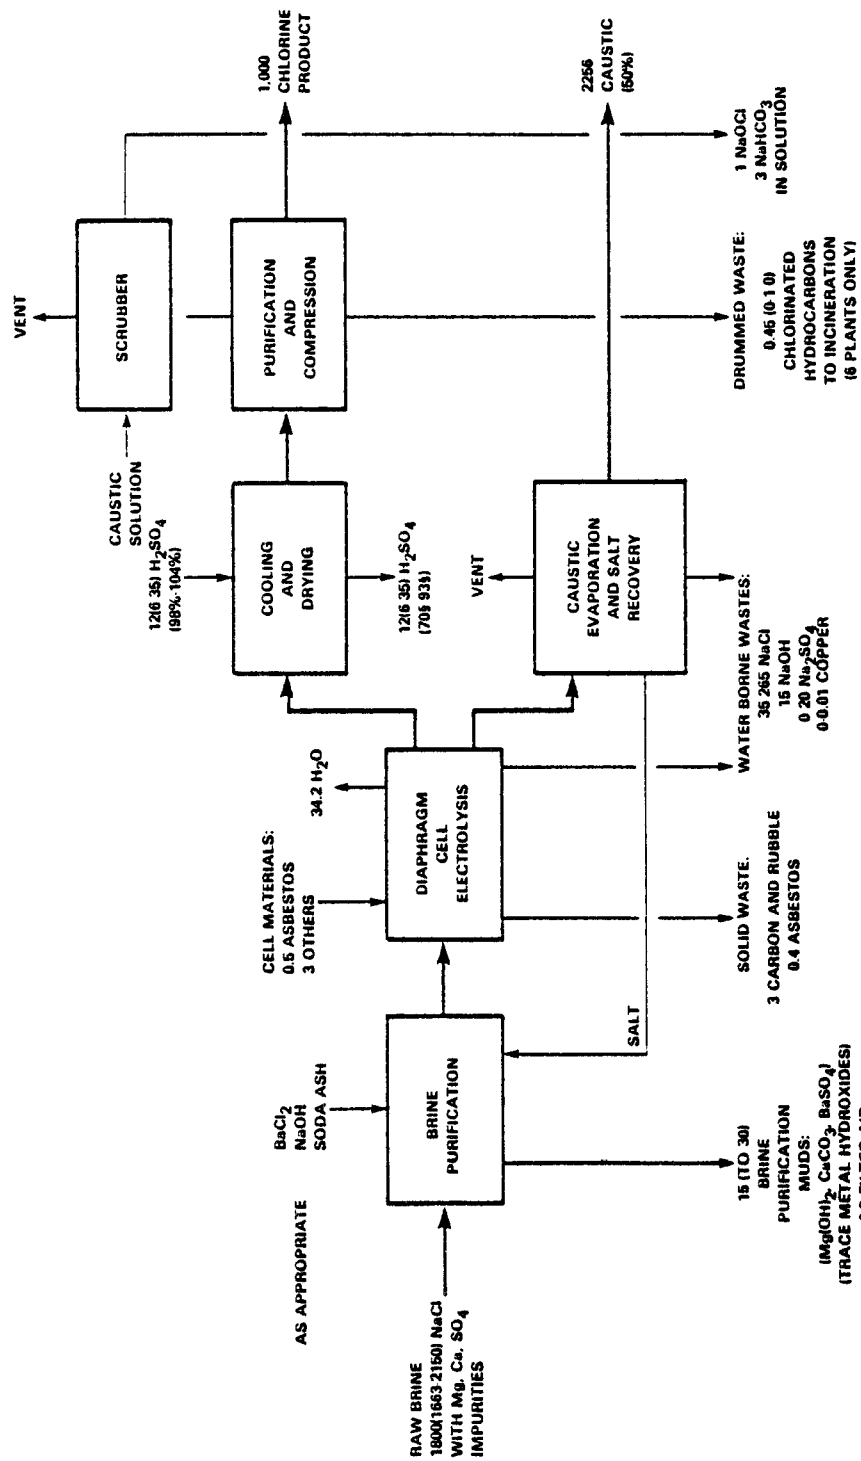 VENT
SCRUBBER
CAUSTIC
SOLUTION
12(6 35) H2SO4
(98%-104%)
COOLING
AND
DRYING
12(6 35) H2SO4
(70§ 93§)
PURIFICATION
AND
COMPRESSION
1,000
CHLORINE
PRODUCT
CELL MATERIALS:
0.5 ASBESTOS
3 OTHERS
34.2 H2O
DIAPHRAGM
CELL
ELECTROLYSIS
VENT
CAUSTIC
EVAPORATION
AND SALT
RECOVERY
2256
CAUSTIC
(50%)
AS APPROPRIATE
BaCl2
NaOH
SODA ASH
RAW BRINE
1800(1663-2150) NaCl
WITH Mg, Ca, SO4
IMPURITIES
BRINE
PURIFICATION
SALT
15 (TO 30)
BRINE
PURIFICATION
MUDS:
(Mg(OH)2, CaCO3, BaSO4)
(TRACE METAL HYDROXIDES)
SOLID WASTE.
3 CARBON AND RUBBLE
0.4 ASBESTOS
WATER BORNE WASTES:
35 265 NaCl
15 NaOH
0 20 Na2SO4
0-0.01 COPPER
DRUMMED WASTE:
0.45 (0-1 0)
CHLORINATED
HYDROCARBONS
TO INCINERATION
(6 PLANTS ONLY)
1 NaOCl
3 NaHCO3
IN SOLUTION